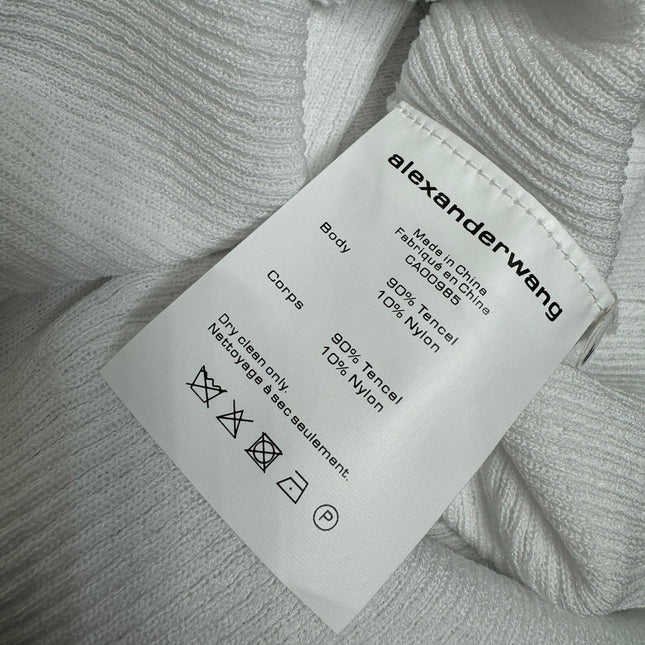 alexanderwang
Made in China
Fabriqué en Chine
CA00985
Body
90% Tencel
10% Nylon
Corps
90% Tencel
10% Nylon
Dry clean only.
Nettoyage à sec seulement.
P